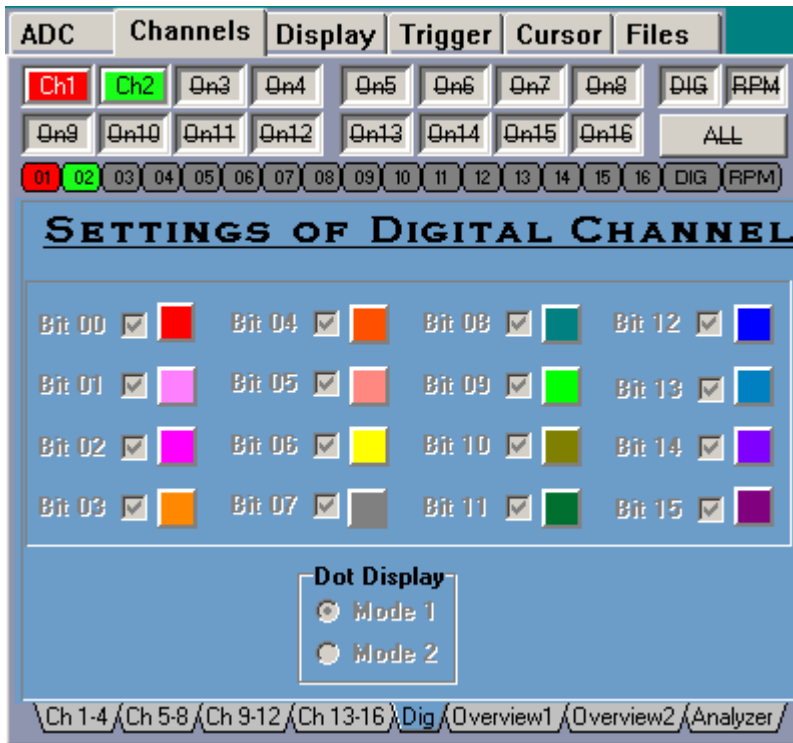 ADC Channels Display Trigger Cursor Files
Ch1 Ch2 On3 On4 On5 On6 On7 On8 DIG RPM
On9 On10 On11 On12 On13 On14 On15 On16 ALL
01 02 03 04 05 06 07 08 09 10 11 12 13 14 15 16 DIG RPM
SETTINGS OF DIGITAL CHANNEL
Bit 00 Bit 04 Bit 08 Bit 12
Bit 01 Bit 05 Bit 09 Bit 13
Bit 02 Bit 06 Bit 10 Bit 14
Bit 03 Bit 07 Bit 11 Bit 15
Dot Display
Mode 1
Mode 2
Ch 1-4 Ch 5-8 Ch 9-12 Ch 13-16 Dig Overview1 Overview2 Analyzer